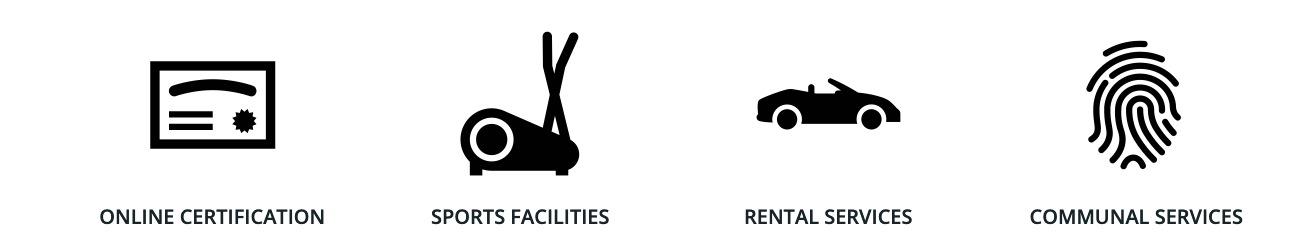 ONLINE CERTIFICATION
SPORTS FACILITIES
RENTAL SERVICES
COMMUNAL SERVICES